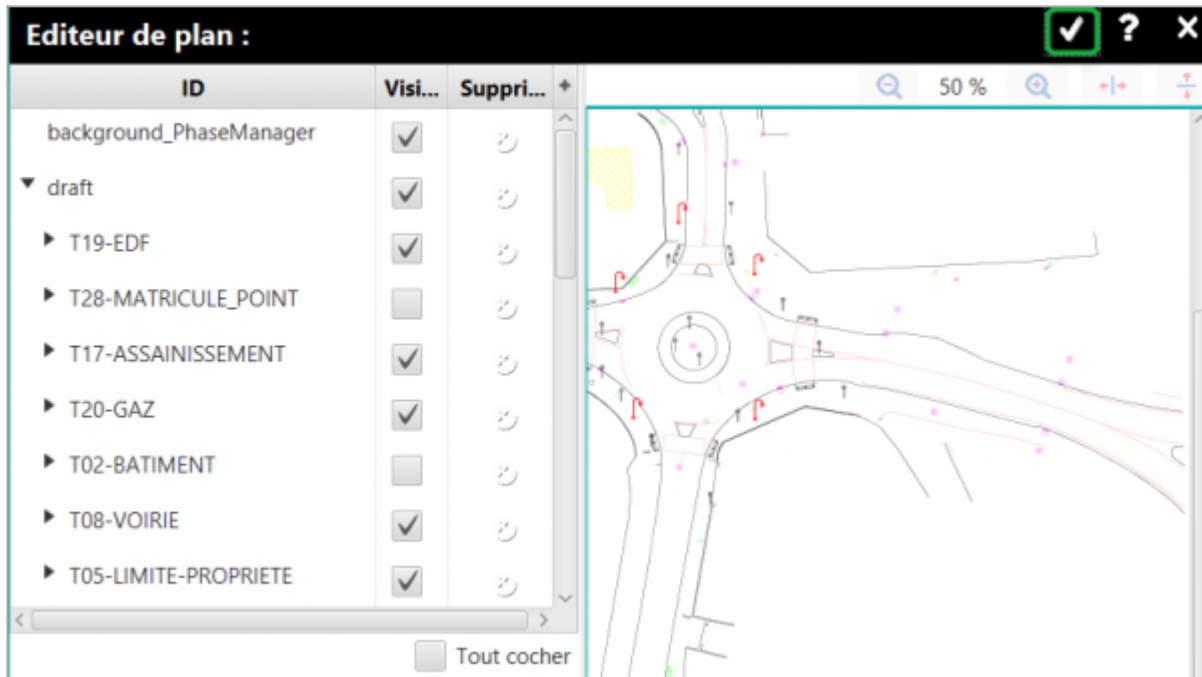 Editeur de plan :
?
ID Visi... Suppri... +
50 %
background_PhaseManager
draft
T19-EDF
T28-MATRICULE_POINT
T17-ASSAINISSEMENT
T20-GAZ
T02-BATIMENT
T08-VOIRIE
T05-LIMITE-PROPRIETE
Tout cocher